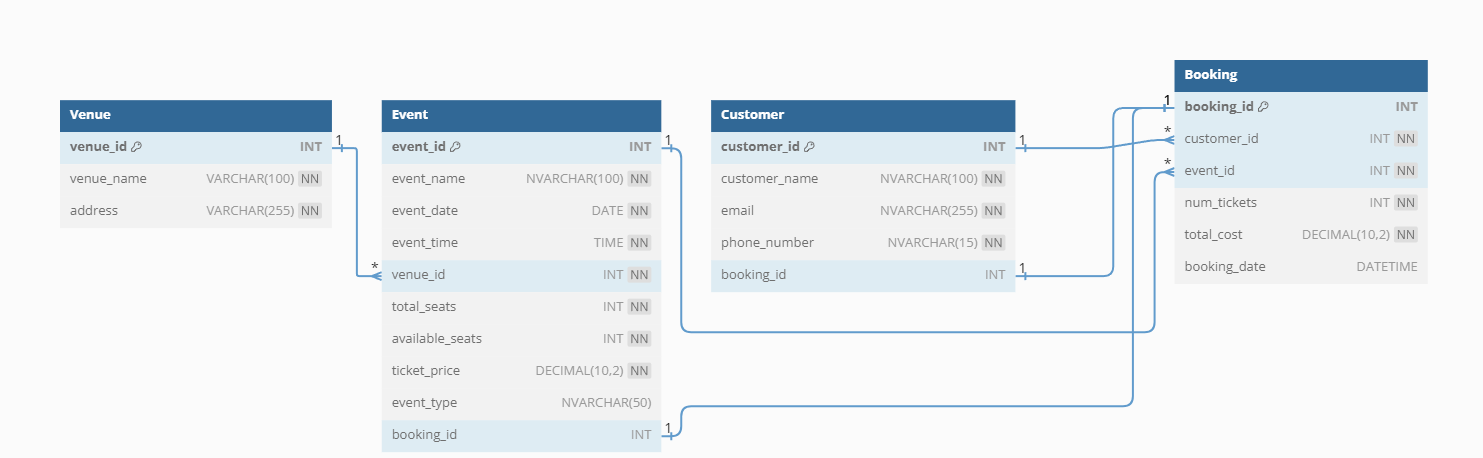 Venue
venue_id INT
venue_name VARCHAR(100) NN
address VARCHAR(255) NN
1
*
Event
event_id INT
event_name NVARCHAR(100) NN
event_date DATE NN
event_time TIME NN
venue_id INT NN
total_seats INT NN
available_seats INT NN
ticket_price DECIMAL(10,2) NN
event_type NVARCHAR(50)
booking_id INT
1
1
Customer
customer_id INT
customer_name NVARCHAR(100) NN
email NVARCHAR(255) NN
phone_number NVARCHAR(15) NN
booking_id INT
1
1
1
*
*
Booking
booking_id INT
customer_id INT NN
event_id INT NN
num_tickets INT NN
total_cost DECIMAL(10,2) NN
booking_date DATETIME